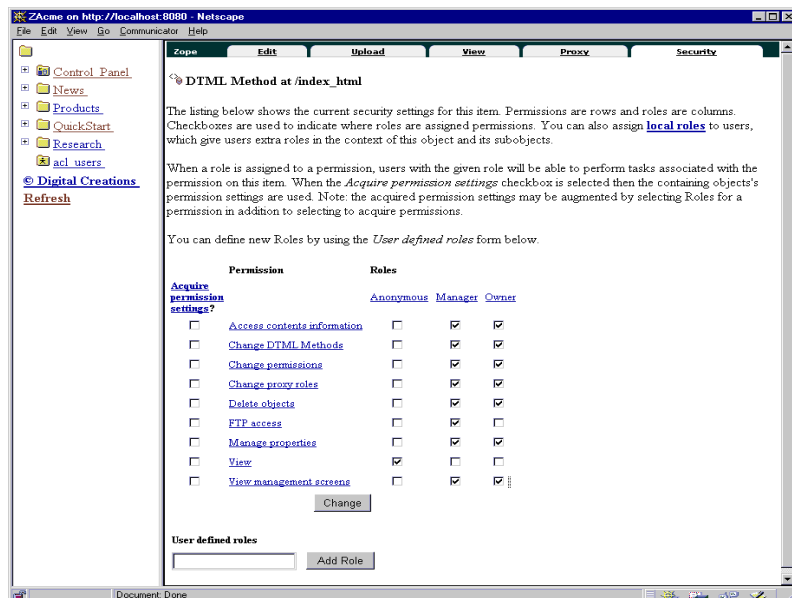 ZAcme on http://localhost:8080 - Netscape
File Edit View Go Communicator Help
Zope Edit Upload View Proxy Security
Control Panel
News
Products
QuickStart
Research
acl_users
© Digital Creations
Refresh
DTML Method at /index_html
The listing below shows the current security settings for this item. Permissions are rows and roles are columns.
Checkboxes are used to indicate where roles are assigned permissions. You can also assign local roles to users,
which give users extra roles in the context of this object and its subobjects.
When a role is assigned to a permission, users with the given role will be able to perform tasks associated with the
permission on this item. When the Acquire permission settings checkbox is selected then the containing objects's
permission settings are used. Note: the acquired permission settings may be augmented by selecting Roles for a
permission in addition to selecting to acquire permissions.
You can define new Roles by using the User defined roles form below.
Permission Roles
Acquire
permission
settings?
Anonymous Manager Owner
Access contents information
Change DTML Methods
Change permissions
Change proxy roles
Delete objects
FTP access
Manage properties
View
View management screens
Change
User defined roles
Add Role
Document: Done